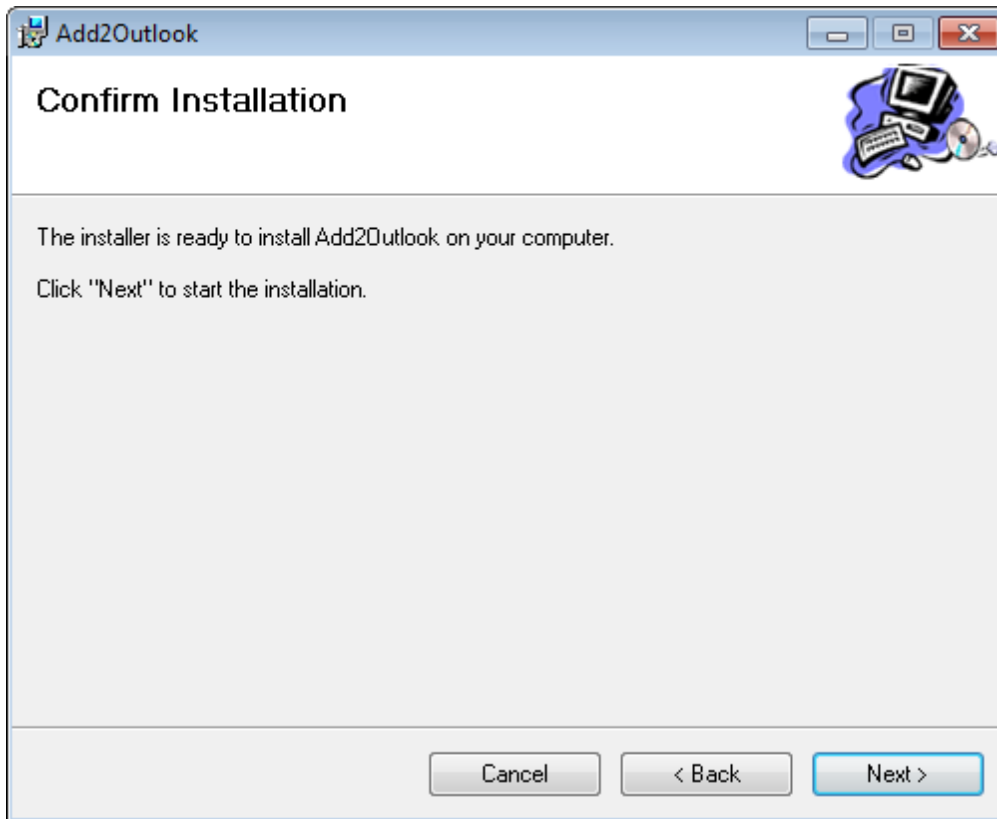 Add2Outlook
Confirm Installation
The installer is ready to install Add2Outlook on your computer.
Click "Next" to start the installation.
Cancel
< Back
Next >